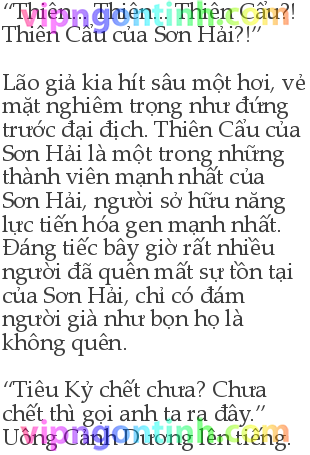 “Thiên... Thiên... Thiên Cẩu?!
Thiên Cẩu của Sơn Hải?!”
Lão giả kia hít sâu một hơi, vẻ
mặt nghiêm trọng như đứng
trước đại địch. Thiên Cẩu của
Sơn Hải là một trong những
thành viên mạnh nhất của
Sơn Hải, người sở hữu năng
lực tiến hóa gen mạnh nhất.
Đáng tiếc bây giờ rất nhiều
người đã quên mất sự tồn tại
của Sơn Hải, chỉ có đám
người già như bọn họ là
không quên.
“Tiêu Kỷ chết chưa? Chưa
chết thì gọi anh ta ra đây.”
Uông Cảnh Dương lên tiếng.
vipngontinh.com
vipngontinh.com